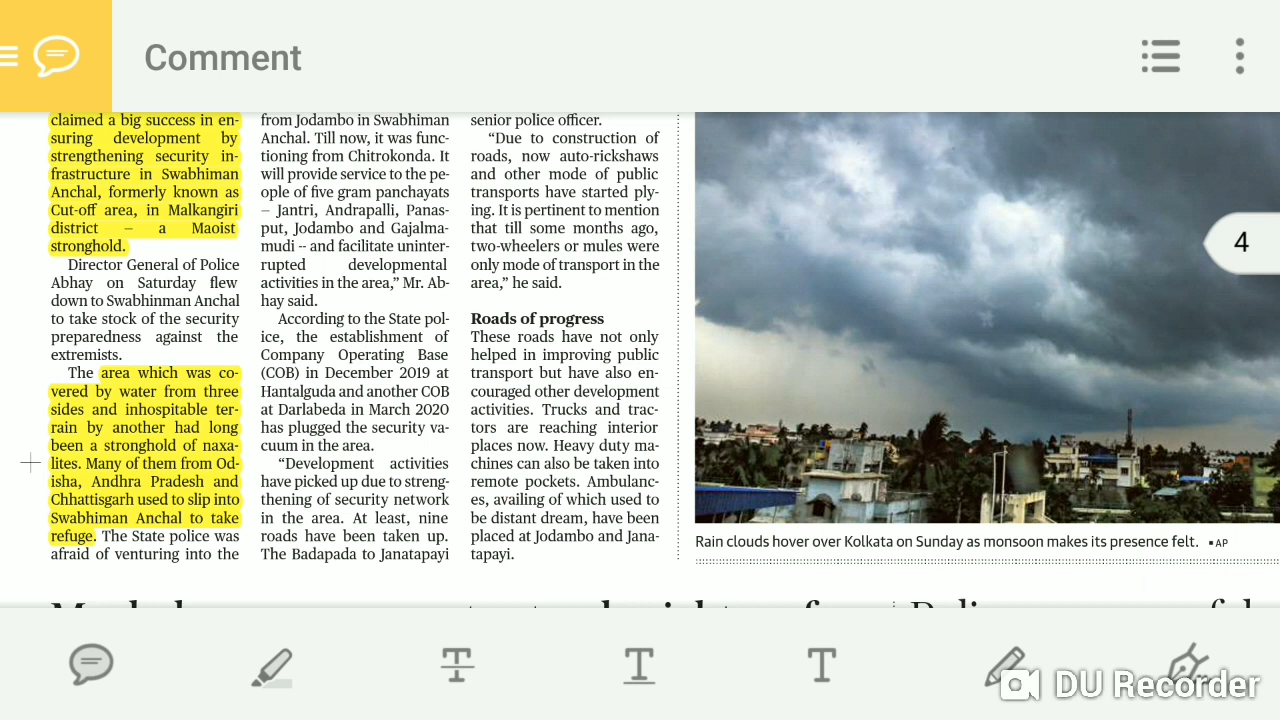 Comment
claimed a big success in en-
suring development by
strengthening security in-
frastructure in Swabhiman
Anchal, formerly known as
Cut-off area, in Malkangiri
district – a Maoist
stronghold.
Director General of Police
Abhay on Saturday flew
down to Swabhinman Anchal
to take stock of the security
preparedness against the
extremists.
The area which was co-
vered by water from three
sides and inhospitable ter-
rain by another had long
been a stronghold of naxa-
lites. Many of them from Od-
isha, Andhra Pradesh and
Chhattisgarh used to slip into
Swabhiman Anchal to take
refuge. The State police was
afraid of venturing into the
from Jodambo in Swabhiman
Anchal. Till now, it was func-
tioning from Chitrokonda. It
will provide service to the pe-
ople of five gram panchayats
– Jantri, Andrapalli, Panas-
put, Jodambo and Gajalma-
mudi -- and facilitate uninter-
rupted developmental
activities in the area,” Mr. Ab-
hay said.
According to the State pol-
ice, the establishment of
Company Operating Base
(COB) in December 2019 at
Hantalguda and another COB
at Darlabeda in March 2020
has plugged the security va-
cuum in the area.
“Development activities
have picked up due to streng-
thening of security network
in the area. At least, nine
roads have been taken up.
The Badapada to Janatapayi
senior police officer.
“Due to construction of
roads, now auto-rickshaws
and other mode of public
transports have started ply-
ing. It is pertinent to mention
that till some months ago,
two-wheelers or mules were
only mode of transport in the
area,” he said.
Roads of progress
These roads have not only
helped in improving public
transport but have also en-
couraged other development
activities. Trucks and trac-
tors are reaching interior
places now. Heavy duty ma-
chines can also be taken into
remote pockets. Ambulanc-
es, availing of which used to
be distant dream, have been
placed at Jodambo and Jana-
tapayi.
4
Rain clouds hover over Kolkata on Sunday as monsoon makes its presence felt. ▪ AP
T
T
T
DU Recorder